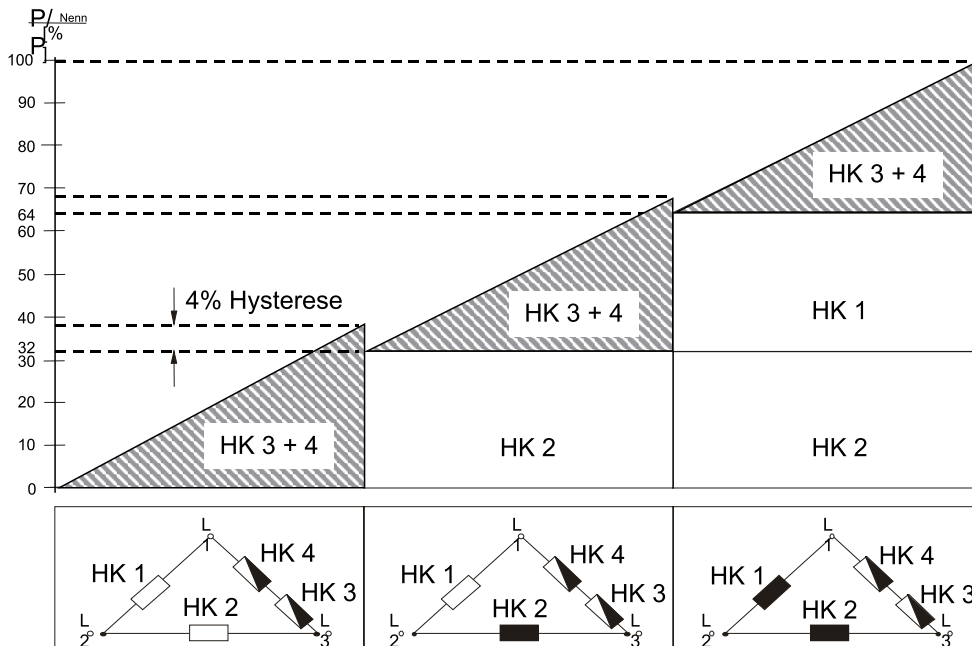 P/ Nenn
P [%]
100
90
80
70
64
60
50
4% Hysterese
40
32
30
20
10
0
HK 3 + 4
HK 3 + 4
HK 1
HK 3 + 4
HK 2
HK 2
L 1
HK 4
HK 1
HK 3
HK 2
L 2
L 3
L 1
HK 4
HK 1
HK 3
HK 2
L 2
L 3
L 1
HK 4
HK 1
HK 3
HK 2
L 2
L 3